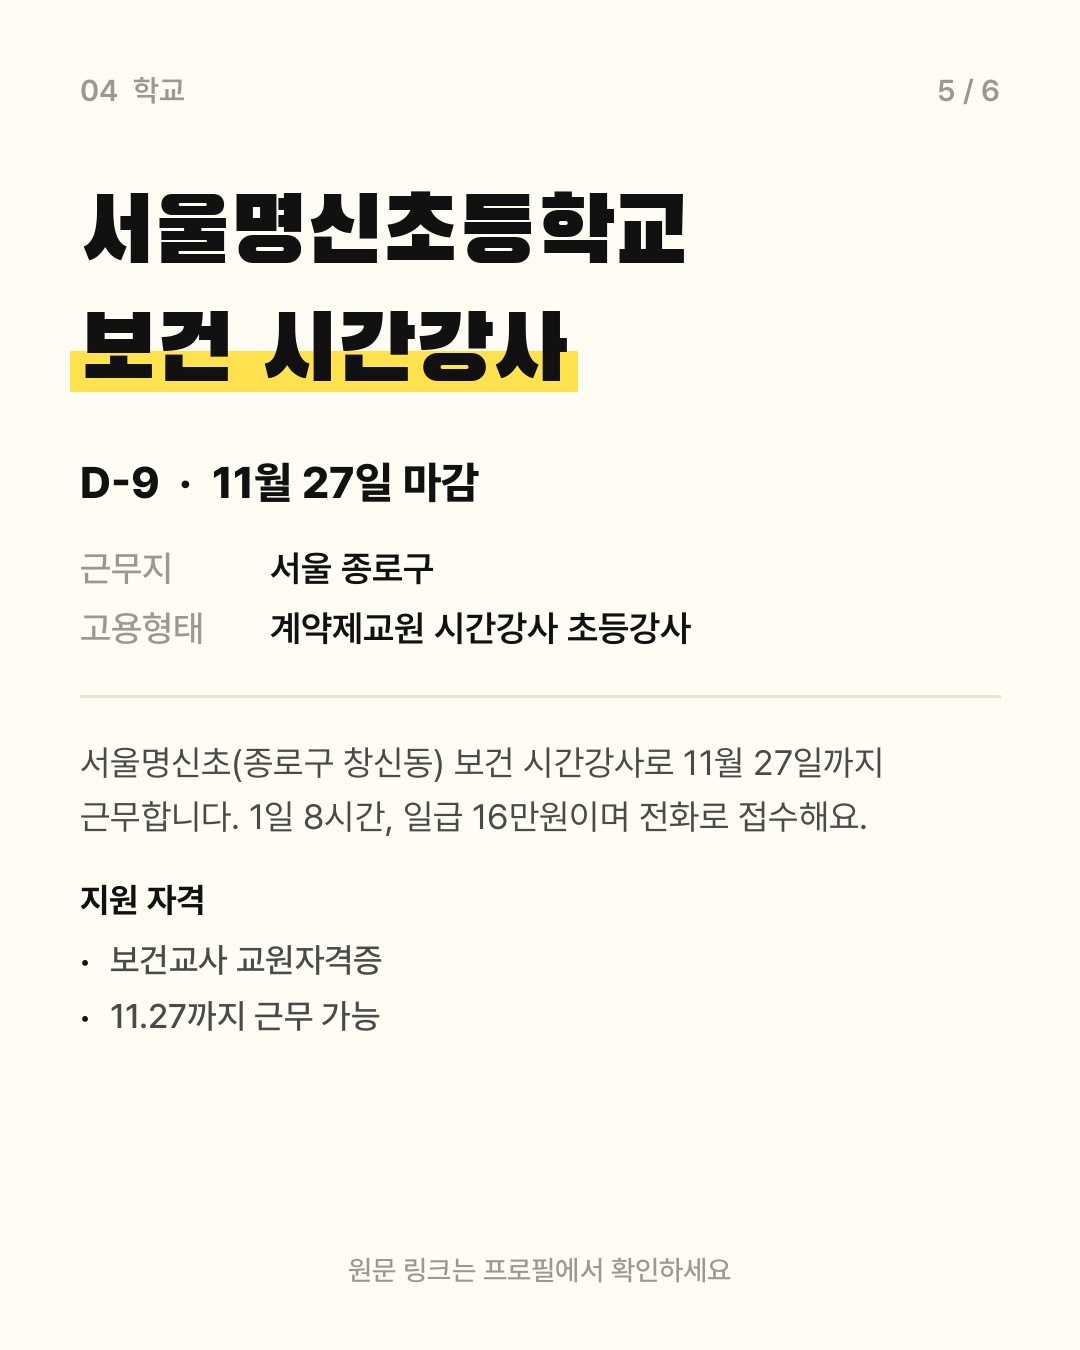 04 학교
5 / 6
서울명신초등학교
보건 시간강사
D-9 · 11월 27일 마감
근무지 서울 종로구
고용형태 계약제교원 시간강사 초등강사
서울명신초(종로구 창신동) 보건 시간강사로 11월 27일까지
근무합니다. 1일 8시간, 일급 16만원이며 전화로 접수해요.
지원 자격
· 보건교사 교원자격증
· 11.27까지 근무 가능
원문 링크는 프로필에서 확인하세요